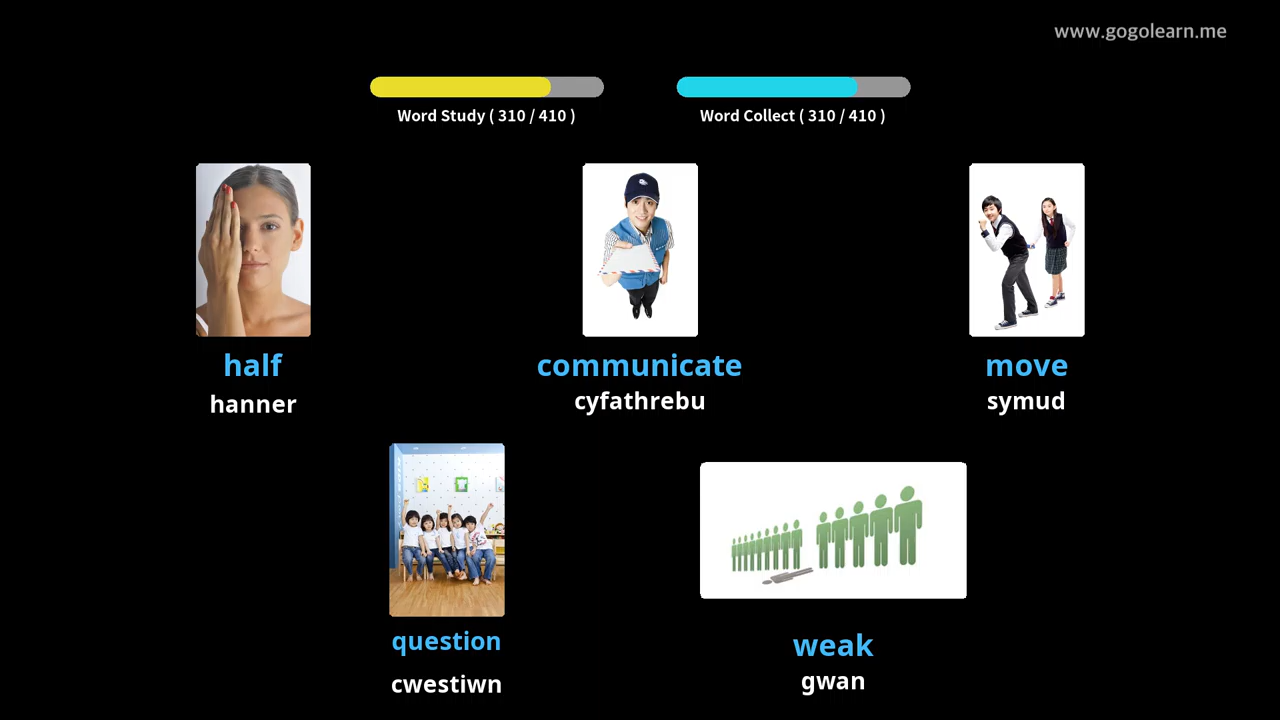 www.gogolearn.me
Word Study ( 310 / 410 )
Word Collect ( 310 / 410 )
half
hanner
communicate
cyfathrebu
move
symud
question
cwestiwn
weak
gwan